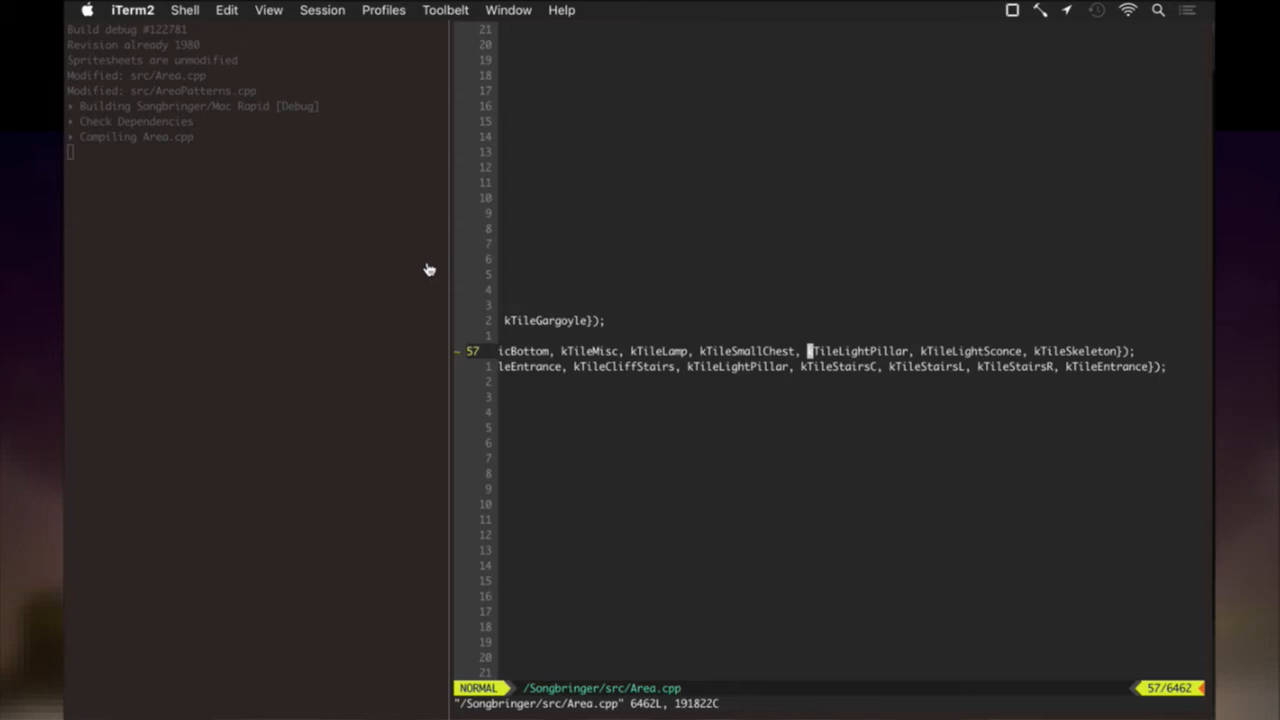 iTerm2 Shell Edit View Session Profiles Toolbelt Window Help
Build debug #122781
Revision already 1980
Spritesheets are unmodified
Modified: src/Area.cpp
Modified: src/AreaPatterns.cpp
▸ Building Songbringer/Mac Rapid [Debug]
▸ Check Dependencies
▸ Compiling Area.cpp
21
20
19
18
17
16
15
14
13
12
11
10
9
8
7
6
5
4
3
2 kTileGargoyle});
1
~ 57 icBottom, kTileMisc, kTileLamp, kTileSmallChest, kTileLightPillar, kTileLightSconce, kTileSkeleton});
1 leEntrance, kTileCliffStairs, kTileLightPillar, kTileStairsC, kTileStairsL, kTileStairsR, kTileEntrance});
2
3
4
5
6
7
8
9
10
11
12
13
14
15
16
17
18
19
20
21
NORMAL /Songbringer/src/Area.cpp 57/6462
"/Songbringer/src/Area.cpp" 6462L, 191822C